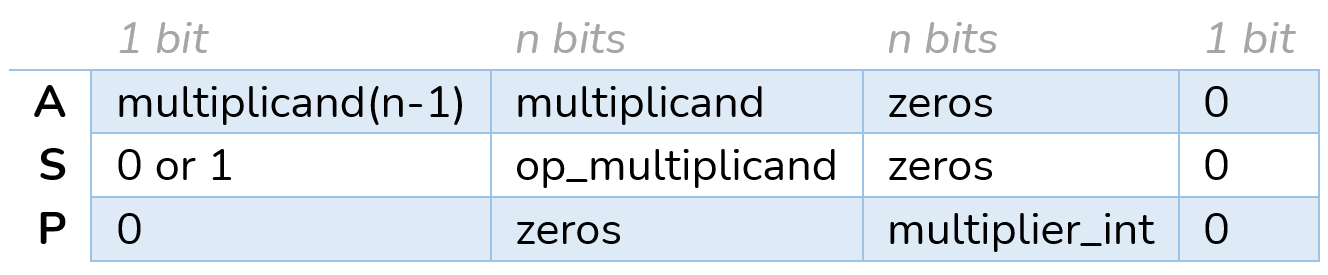 1 bit n bits n bits 1 bit
A multiplicand(n-1) multiplicand zeros 0
S 0 or 1 op_multiplicand zeros 0
P 0 zeros multiplier_int 0